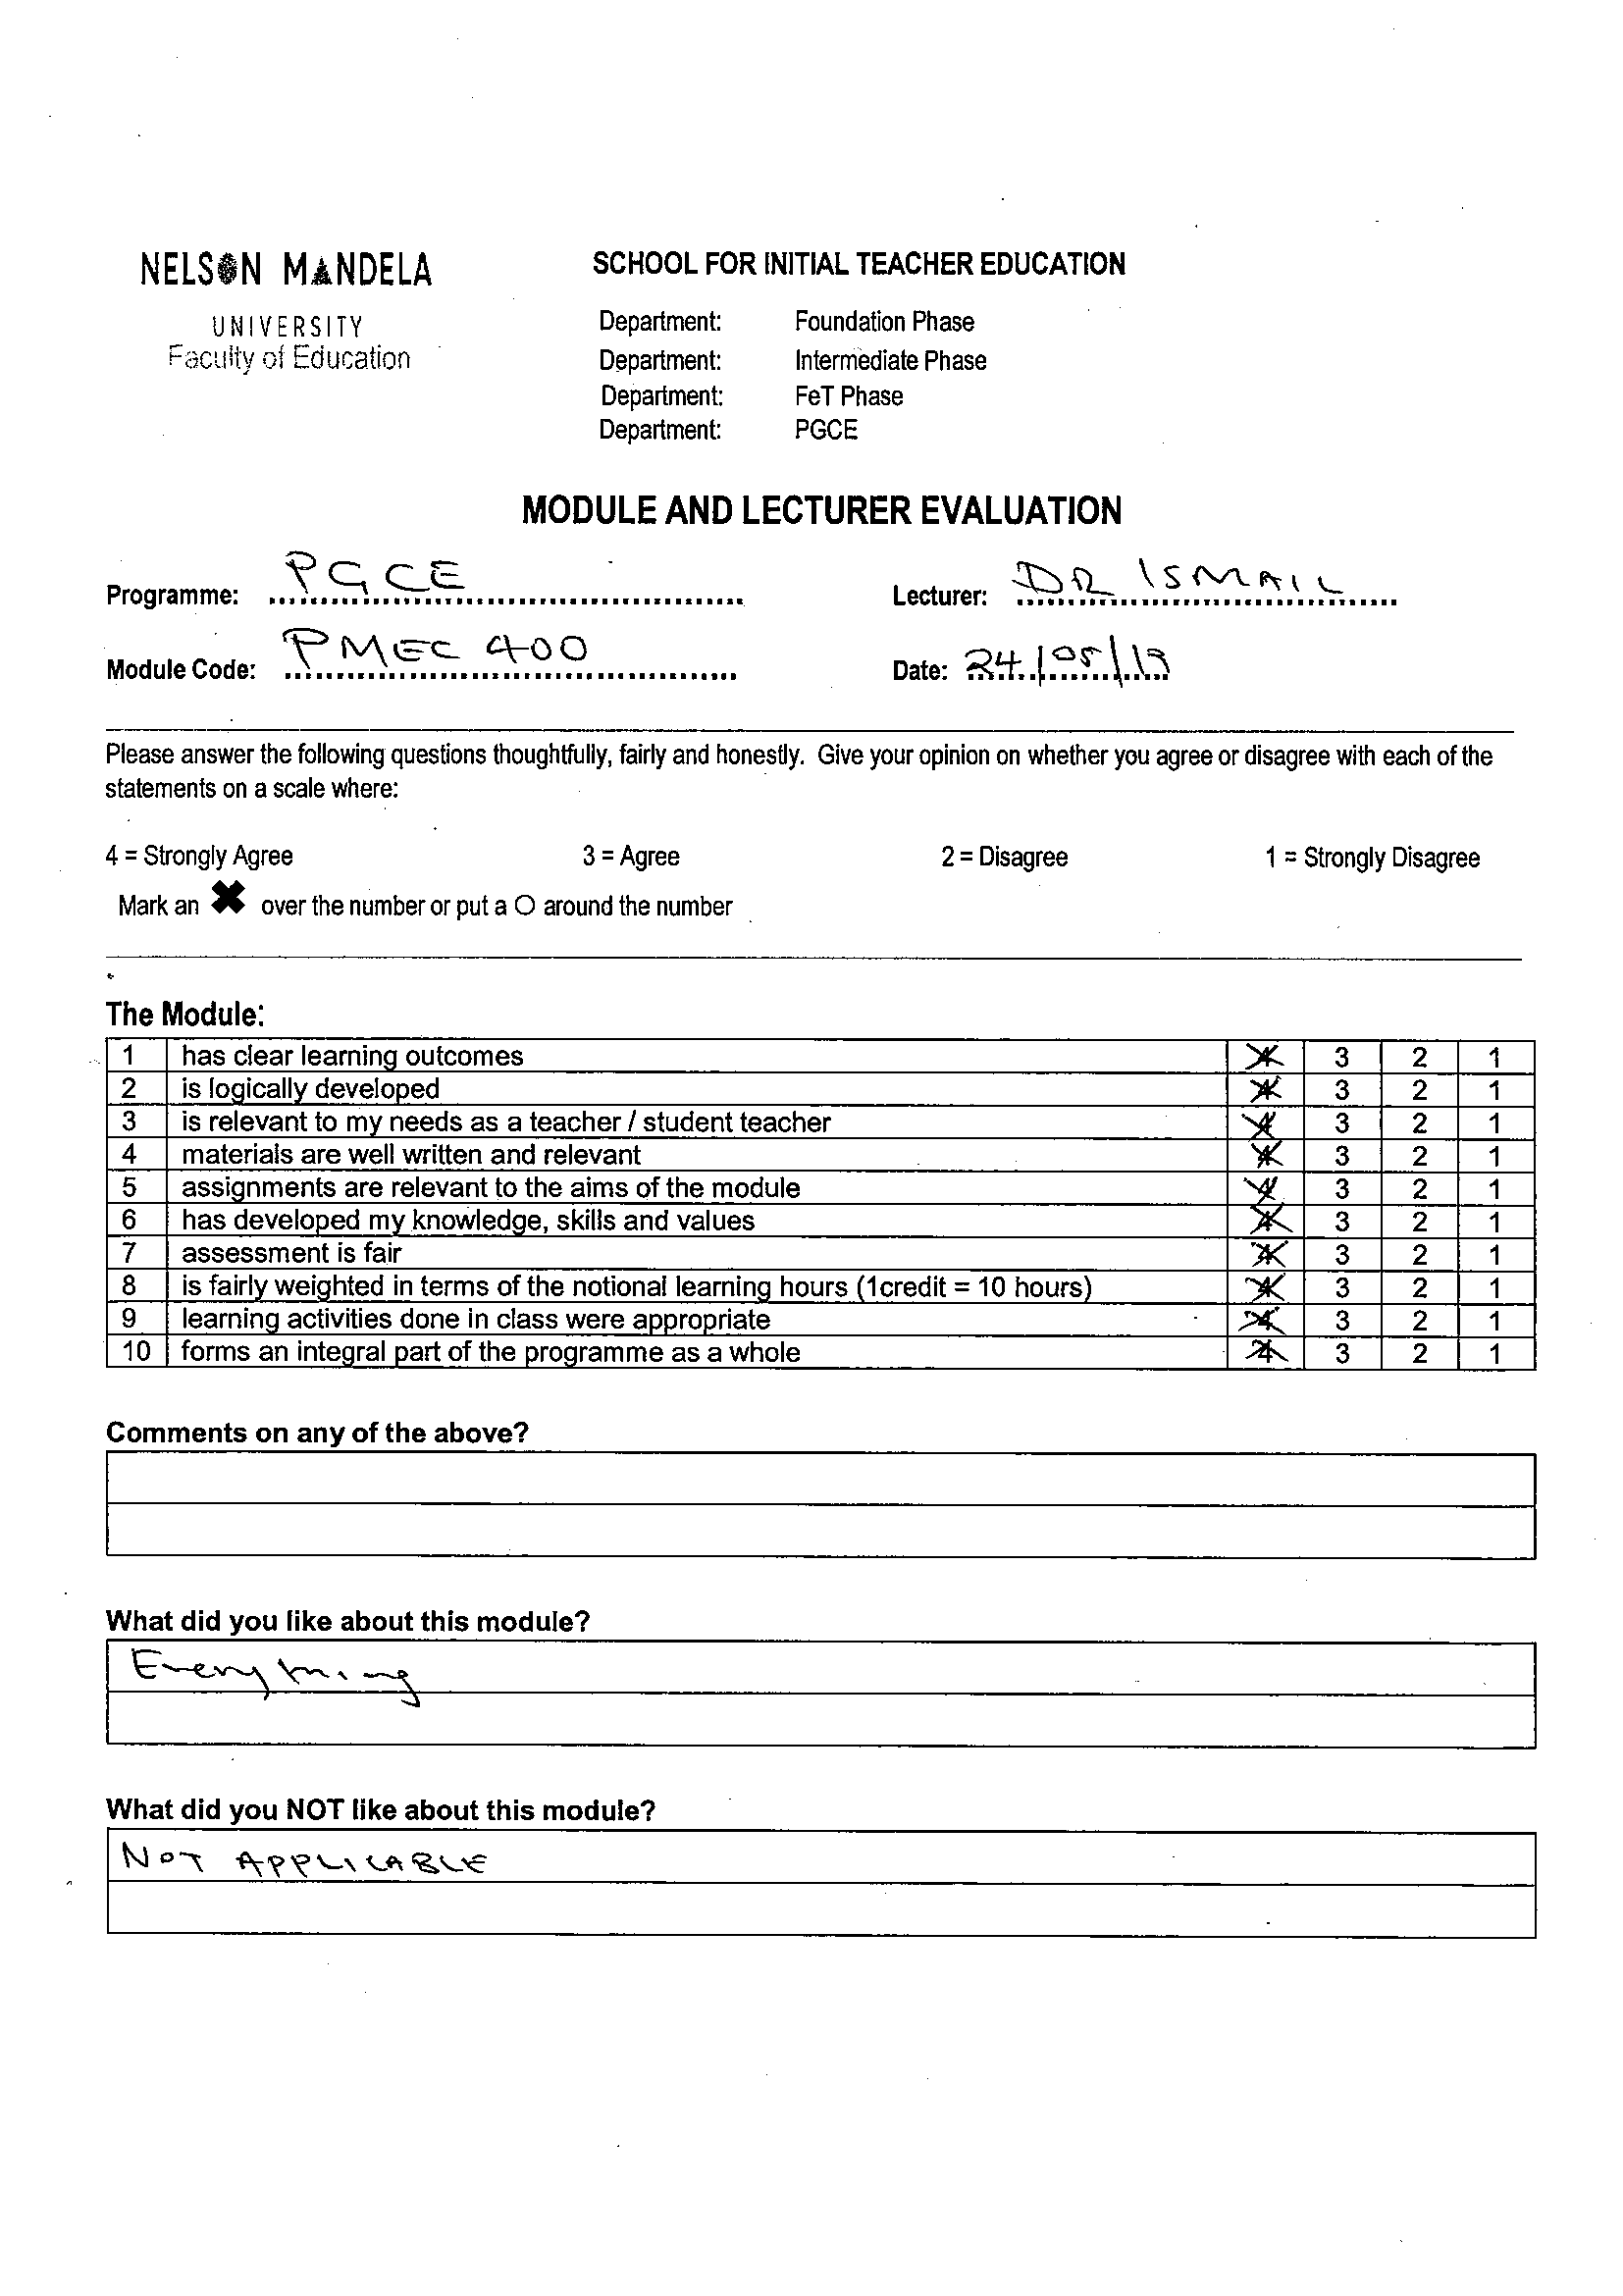 NELSON MANDELA
UNIVERSITY
Faculty of Education
SCHOOL FOR INITIAL TEACHER EDUCATION
Department: Foundation Phase
Department: Intermediate Phase
Department: FeT Phase
Department: PGCE
MODULE AND LECTURER EVALUATION
Programme: PGCE Lecturer: DR ISMAIL
Module Code: PMEC 400 Date: 24/05/19
Please answer the following questions thoughtfully, fairly and honestly. Give your opinion on whether you agree or disagree with each of the
statements on a scale where:
4 = Strongly Agree 3 = Agree 2 = Disagree 1 = Strongly Disagree
Mark an ✖ over the number or put a O around the number
The Module:
1 has clear learning outcomes 4 3 2 1
2 is logically developed 4 3 2 1
3 is relevant to my needs as a teacher / student teacher 4 3 2 1
4 materials are well written and relevant 4 3 2 1
5 assignments are relevant to the aims of the module 4 3 2 1
6 has developed my knowledge, skills and values 4 3 2 1
7 assessment is fair 4 3 2 1
8 is fairly weighted in terms of the notional learning hours (1credit = 10 hours) 4 3 2 1
9 learning activities done in class were appropriate 4 3 2 1
10 forms an integral part of the programme as a whole 4 3 2 1
Comments on any of the above?
What did you like about this module?
Everything
What did you NOT like about this module?
NOT APPLICABLE